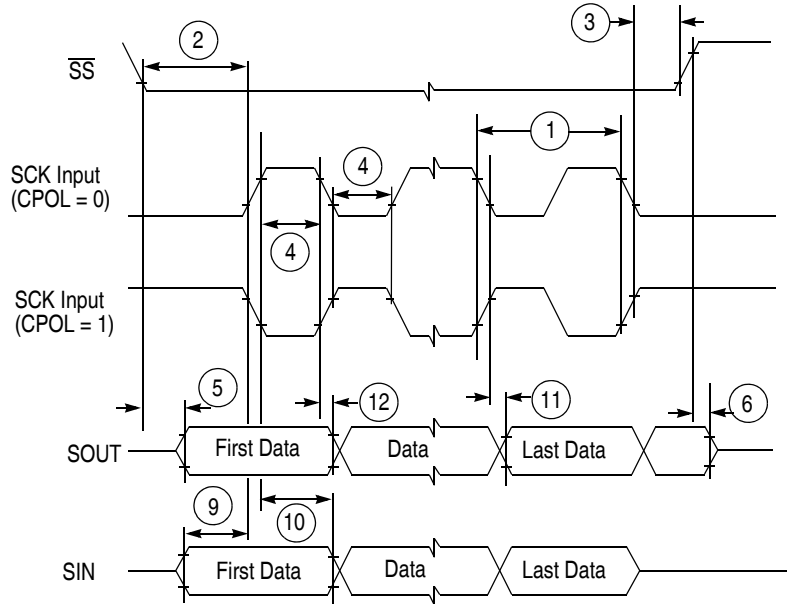 3
2
SS
1
SCK Input
(CPOL = 0)
4
4
SCK Input
(CPOL = 1)
5
12
11
6
SOUT
First Data
Data
Last Data
9
10
SIN
First Data
Data
Last Data